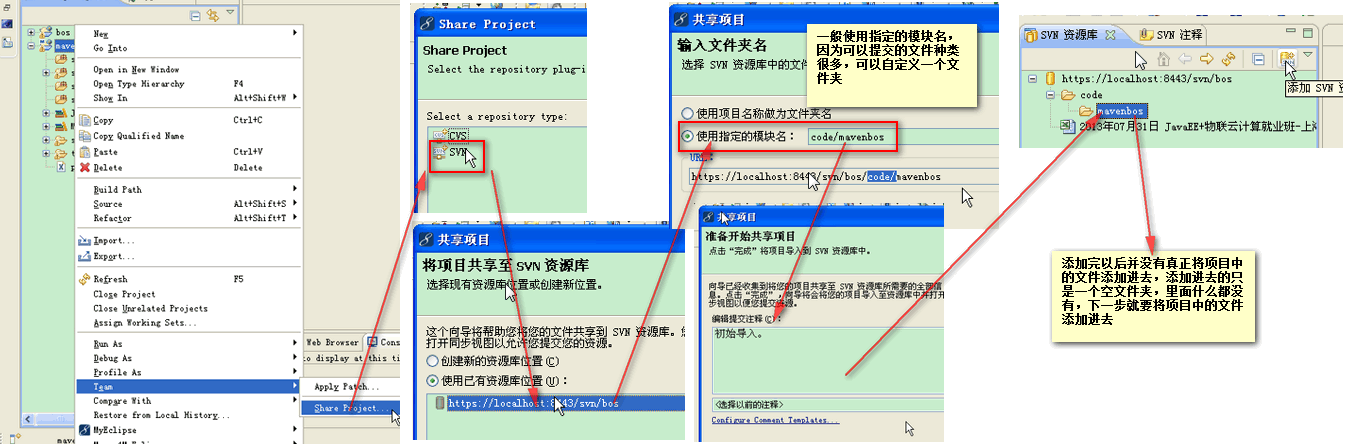 bos
mave
New
Go Into
Open in New Window
Open Type Hierarchy F4
Show In Alt+Shift+W
Copy Ctrl+C
Copy Qualified Name
Paste Ctrl+V
Delete Delete
Build Path
Source Alt+Shift+S
Refactor Alt+Shift+T
Import...
Export...
Refresh F5
Close Project
Close Unrelated Projects
Assign Working Sets...
Run As
Debug As
Profile As
Team
Compare With
Restore from Local History...
MyEclipse
Web Browser
Cons
to display at this ti
Apply Patch...
Share Project...
Share Project
Share Project
Select the repository plug-i
Select a repository type:
CVS
SVN
共享项目
将项目共享至 SVN 资源库
选择现有资源库位置或创建新位置。
这个向导将帮助您将您的文件共享到 SVN 资源库。您
打开同步视图以允许您提交您的资源。
创建新的资源库位置(C)
使用已有资源库位置(U):
https://localhost:8443/svn/bos
共享项目
输入文件夹名
选择 SVN 资源库中的文件
一般使用指定的模块名,
因为可以提交的文件种类
很多,可以自定义一个文
件夹
使用项目名称做为文件夹名
使用指定的模块名: code/mavenbos
URL:
https://localhost:8443/svn/bos/code/mavenbos
共享项目
准备开始共享项目
点击“完成”将项目导入到 SVN 资源库中。
向导已经收集到将您的项目共享至 SVN 资源库所需要的全部信
息。点击“完成”,向导将会将您的项目导入至资源库中并打开
步视图以便您提交资源。
编辑提交注释(C):
初始导入。
<选择以前的注释>
Configure Comment Templates...
SVN 资源库
SVN 注释
添加 SVN 资
https://localhost:8443/svn/bos
code
mavenbos
2013年07月31日 JavaEE+物联云计算就业班-上海
添加完以后并没有真正将项目中
的文件添加进去,添加进去的只
是一个空文件夹,里面什么都没
有,下一步就要将项目中的文件
添加进去